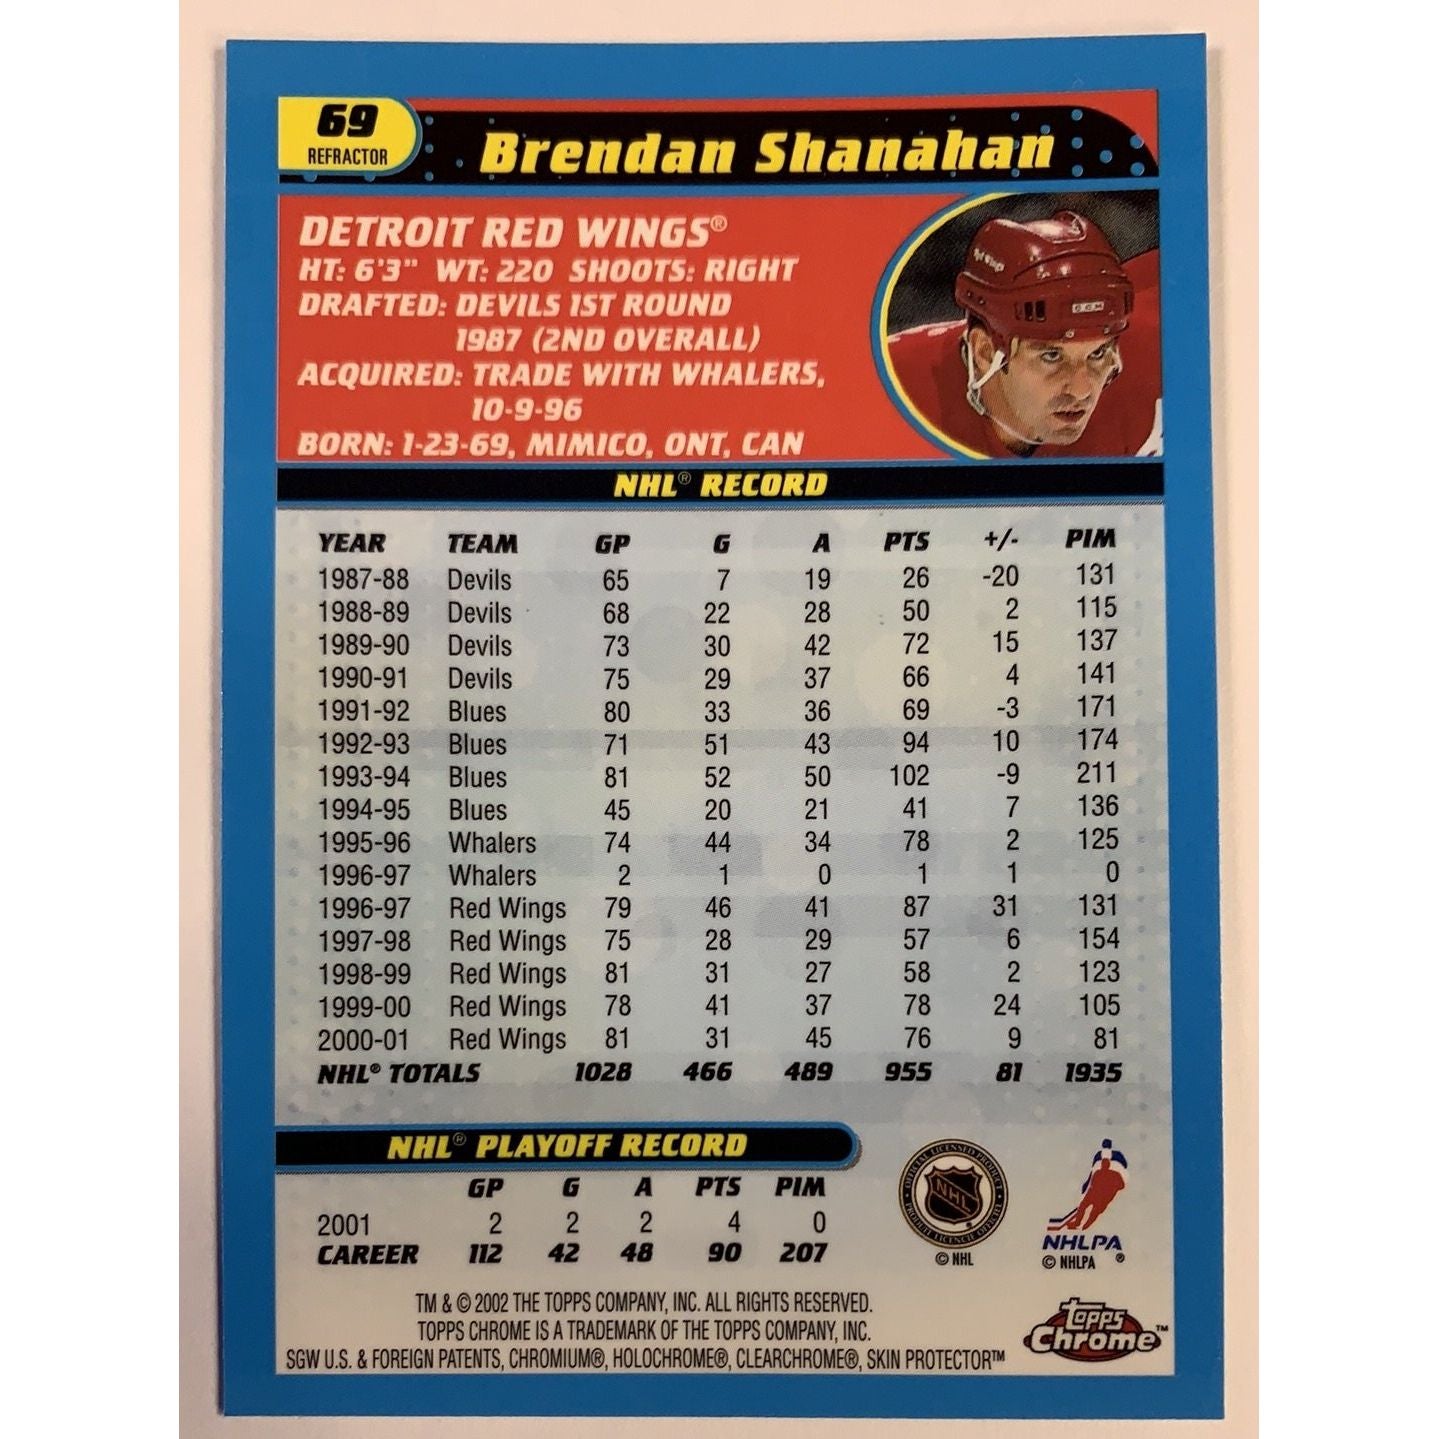 69
REFRACTOR
Brendan Shanahan
DETROIT RED WINGS®
HT: 6'3" WT: 220 SHOOTS: RIGHT
DRAFTED: DEVILS 1ST ROUND
1987 (2ND OVERALL)
ACQUIRED: TRADE WITH WHALERS,
10-9-96
BORN: 1-23-69, MIMICO, ONT, CAN
CCM
NHL® RECORD
YEAR TEAM GP G A PTS +/- PIM
1987-88 Devils 65 7 19 26 -20 131
1988-89 Devils 68 22 28 50 2 115
1989-90 Devils 73 30 42 72 15 137
1990-91 Devils 75 29 37 66 4 141
1991-92 Blues 80 33 36 69 -3 171
1992-93 Blues 71 51 43 94 10 174
1993-94 Blues 81 52 50 102 -9 211
1994-95 Blues 45 20 21 41 7 136
1995-96 Whalers 74 44 34 78 2 125
1996-97 Whalers 2 1 0 1 1 0
1996-97 Red Wings 79 46 41 87 31 131
1997-98 Red Wings 75 28 29 57 6 154
1998-99 Red Wings 81 31 27 58 2 123
1999-00 Red Wings 78 41 37 78 24 105
2000-01 Red Wings 81 31 45 76 9 81
NHL® TOTALS 1028 466 489 955 81 1935
NHL® PLAYOFF RECORD
GP G A PTS PIM
2001 2 2 2 4 0
CAREER 112 42 48 90 207
OFFICIAL LICENSED PRODUCT
NHL
PRODUIT LICENCIE OFFICIEL
© NHL
NHLPA
© NHLPA ®
TM & © 2002 THE TOPPS COMPANY, INC. ALL RIGHTS RESERVED.
TOPPS CHROME IS A TRADEMARK OF THE TOPPS COMPANY, INC.
SGW U.S. & FOREIGN PATENTS, CHROMIUM®, HOLOCHROME®, CLEARCHROME®, SKIN PROTECTOR™
topps
Chrome™